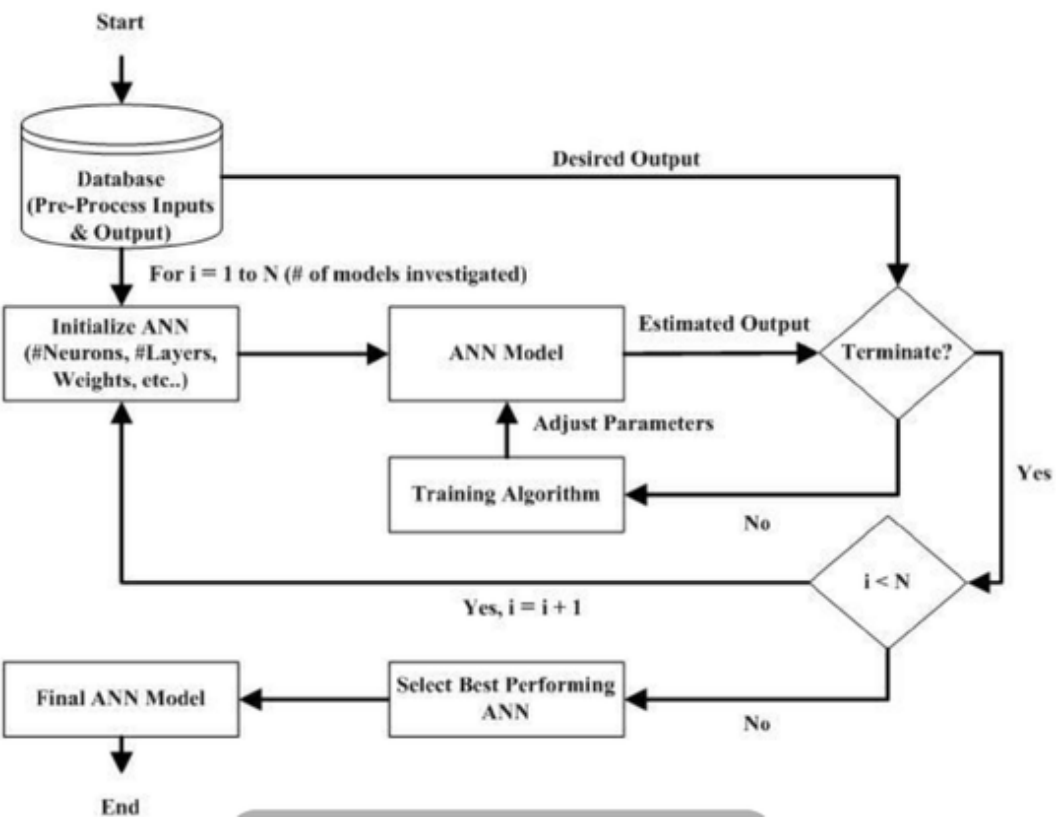 Start
Database
(Pre-Process Inputs
& Output)
Desired Output
For i = 1 to N (# of models investigated)
Initialize ANN
(#Neurons, #Layers,
Weights, etc..)
ANN Model
Estimated Output
Terminate?
Adjust Parameters
Training Algorithm
No
Yes
i < N
Yes, i = i + 1
Final ANN Model
Select Best Performing
ANN
No
End